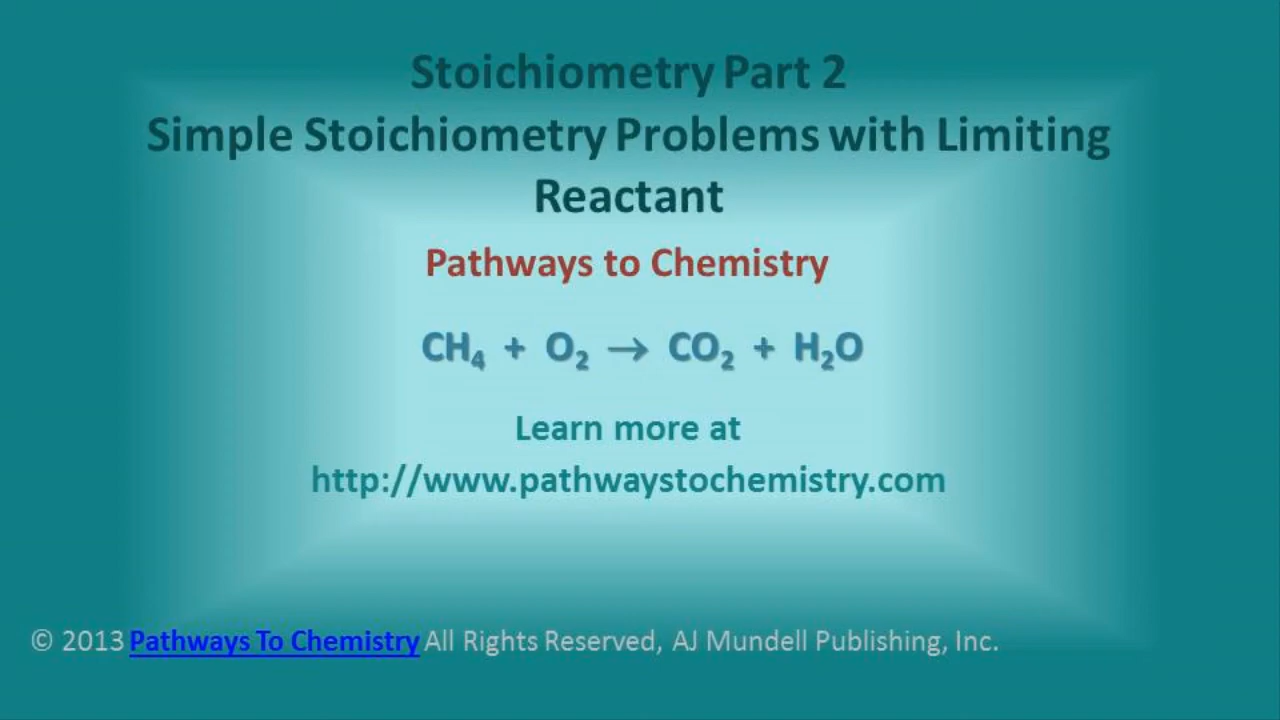 Stoichiometry Part 2
Simple Stoichiometry Problems with Limiting
Reactant
Pathways to Chemistry
CH₄ + O₂ → CO₂ + H₂O
Learn more at
http://www.pathwaystochemistry.com
© 2013 Pathways To Chemistry All Rights Reserved, AJ Mundell Publishing, Inc.